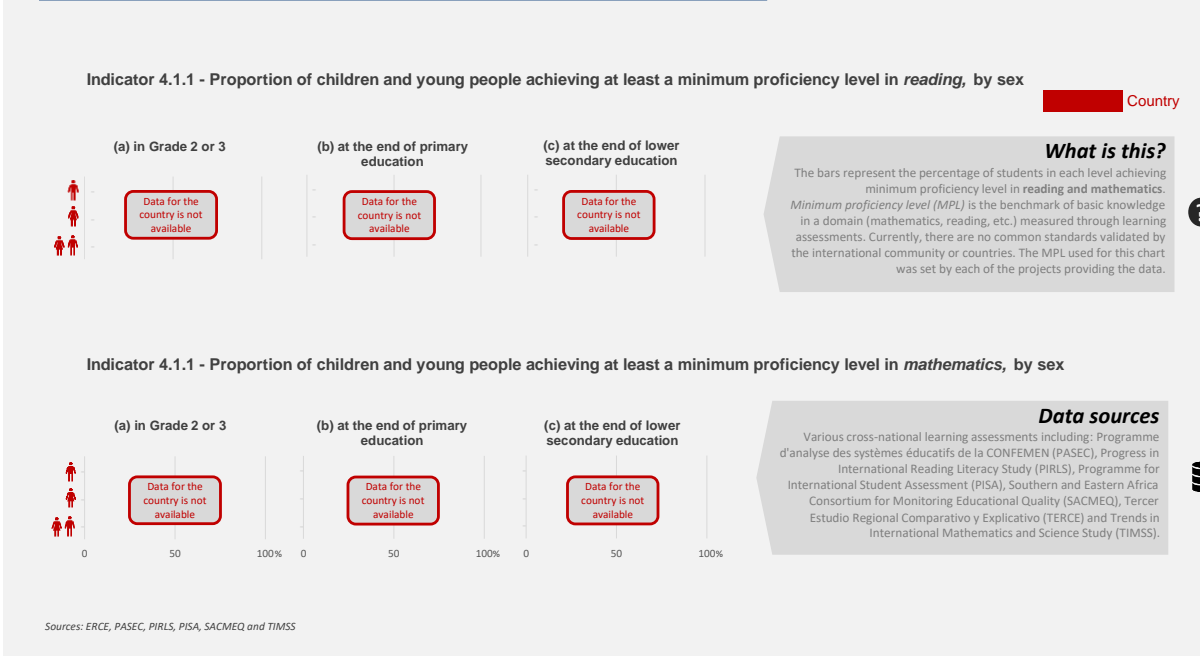 Indicator 4.1.1 - Proportion of children and young people achieving at least a minimum proficiency level in reading, by sex
Country
(a) in Grade 2 or 3
(b) at the end of primary
education
(c) at the end of lower
secondary education
Data for the
country is not
available
Data for the
country is not
available
Data for the
country is not
available
What is this?
The bars represent the percentage of students in each level achieving
minimum proficiency level in reading and mathematics.
Minimum proficiency level (MPL) is the benchmark of basic knowledge
in a domain (mathematics, reading, etc.) measured through learning
assessments. Currently, there are no common standards validated by
the international community or countries. The MPL used for this chart
was set by each of the projects providing the data.
Indicator 4.1.1 - Proportion of children and young people achieving at least a minimum proficiency level in mathematics, by sex
(a) in Grade 2 or 3
(b) at the end of primary
education
(c) at the end of lower
secondary education
Data for the
country is not
available
Data for the
country is not
available
Data for the
country is not
available
0 50 100%
0 50 100%
0 50 100%
Data sources
Various cross-national learning assessments including: Programme
d'analyse des systèmes éducatifs de la CONFEMEN (PASEC), Progress in
International Reading Literacy Study (PIRLS), Programme for
International Student Assessment (PISA), Southern and Eastern Africa
Consortium for Monitoring Educational Quality (SACMEQ), Tercer
Estudio Regional Comparativo y Explicativo (TERCE) and Trends in
International Mathematics and Science Study (TIMSS).
Sources: ERCE, PASEC, PIRLS, PISA, SACMEQ and TIMSS